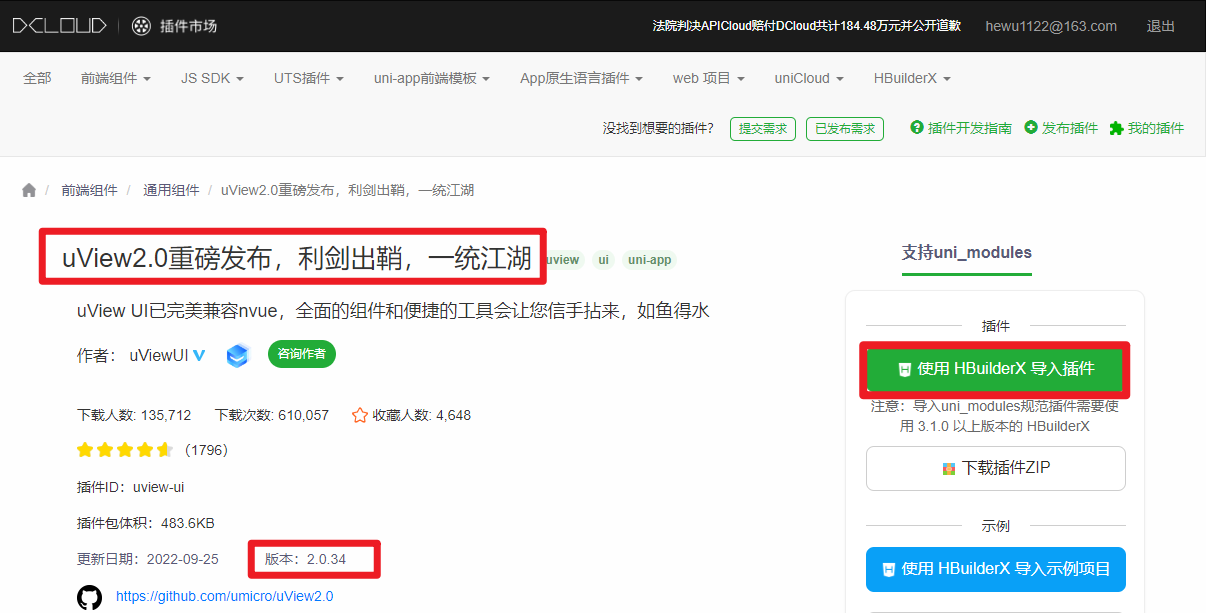 DCLOUD 插件市场 法院判决APICloud赔付DCloud共计184.48万元并公开道歉 hewu1122@163.com 退出
全部 前端组件 JS SDK UTS插件 uni-app前端模板 App原生语言插件 web 项目 uniCloud HBuilderX
没找到想要的插件? 提交需求 已发布需求 插件开发指南 发布插件 我的插件
/ 前端组件 / 通用组件 / uView2.0重磅发布，利剑出鞘，一统江湖
uView2.0重磅发布，利剑出鞘，一统江湖 uview ui uni-app
支持uni_modules
uView UI已完美兼容nvue，全面的组件和便捷的工具会让您信手拈来，如鱼得水
作者： uViewUI 咨询作者
下载人数: 135,712 下载次数: 610,057 收藏人数: 4,648
(1796)
插件ID：uview-ui
插件包体积：483.6KB
更新日期：2022-09-25 版本：2.0.34
https://github.com/umicro/uView2.0
插件
使用 HBuilderX 导入插件
注意：导入uni_modules规范插件需要使
用 3.1.0 以上版本的 HBuilderX
下载插件ZIP
示例
使用 HBuilderX 导入示例项目